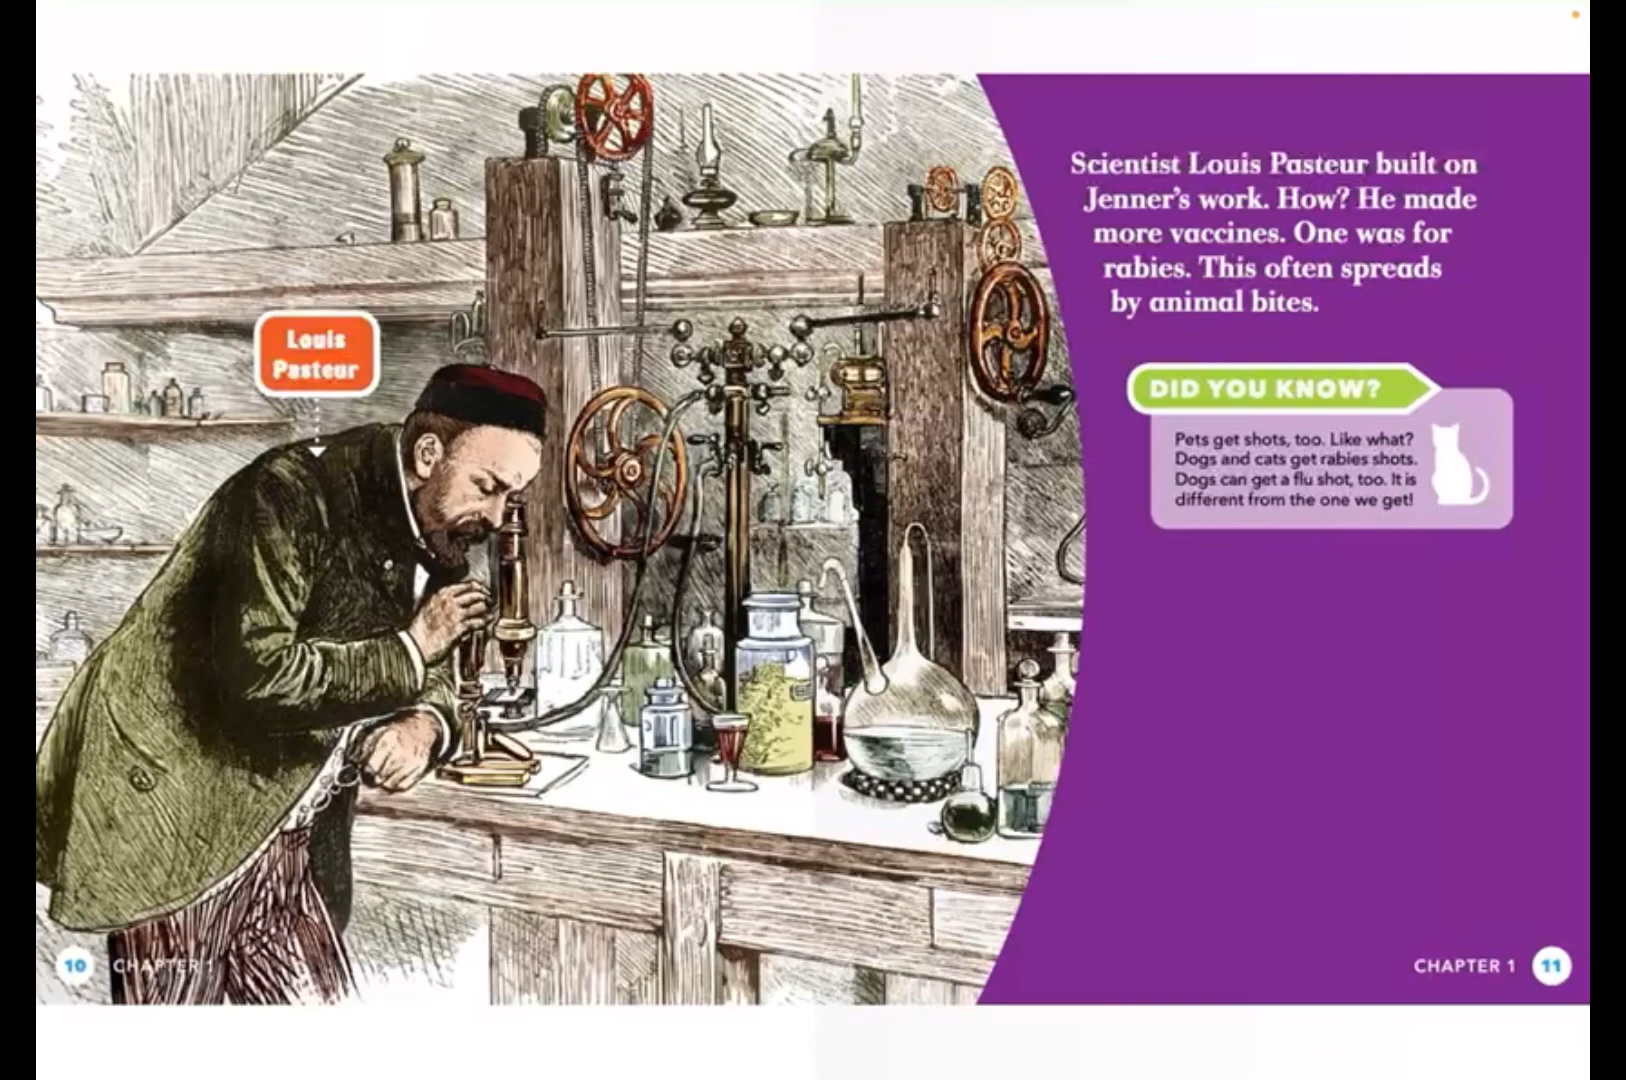 Louis
Pasteur
10 CHAPTER 1
Scientist Louis Pasteur built on
Jenner's work. How? He made
more vaccines. One was for
rabies. This often spreads
by animal bites.
DID YOU KNOW?
Pets get shots, too. Like what?
Dogs and cats get rabies shots.
Dogs can get a flu shot, too. It is
different from the one we get!
CHAPTER 1 11